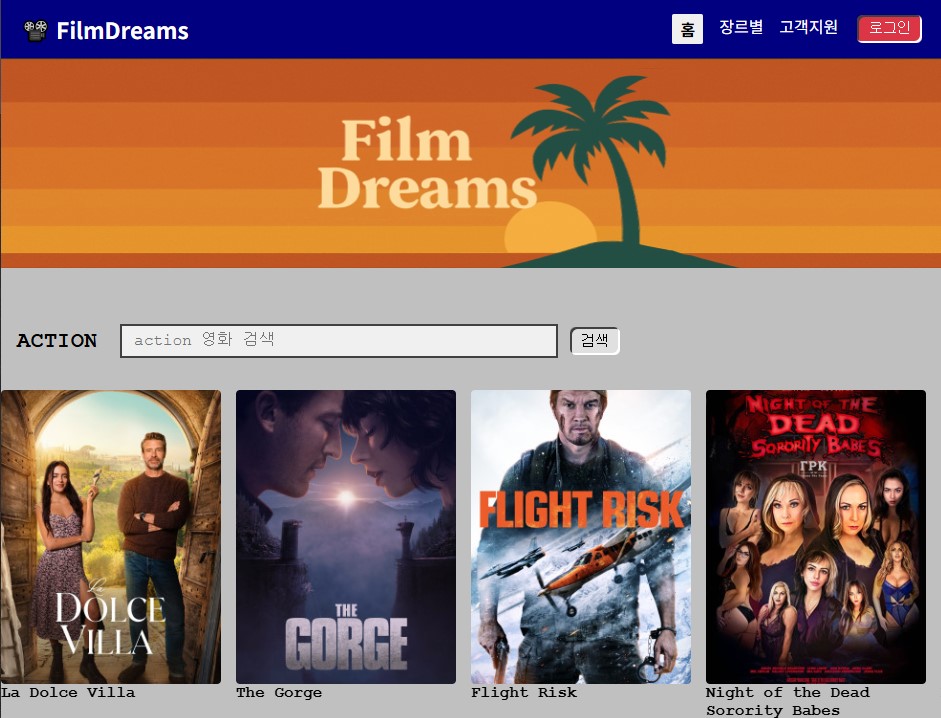 FilmDreams
홈 장르별 고객지원 로그인
Film
Dreams
ACTION action 영화 검색 검색
La
DOLCE
VILLA
THE
GORGE
FLIGHT RISK
NIGHT OF THE
DEAD
SORORITY BABES
ΓΡΚ
La Dolce Villa
The Gorge
Flight Risk
Night of the Dead
Sorority Babes